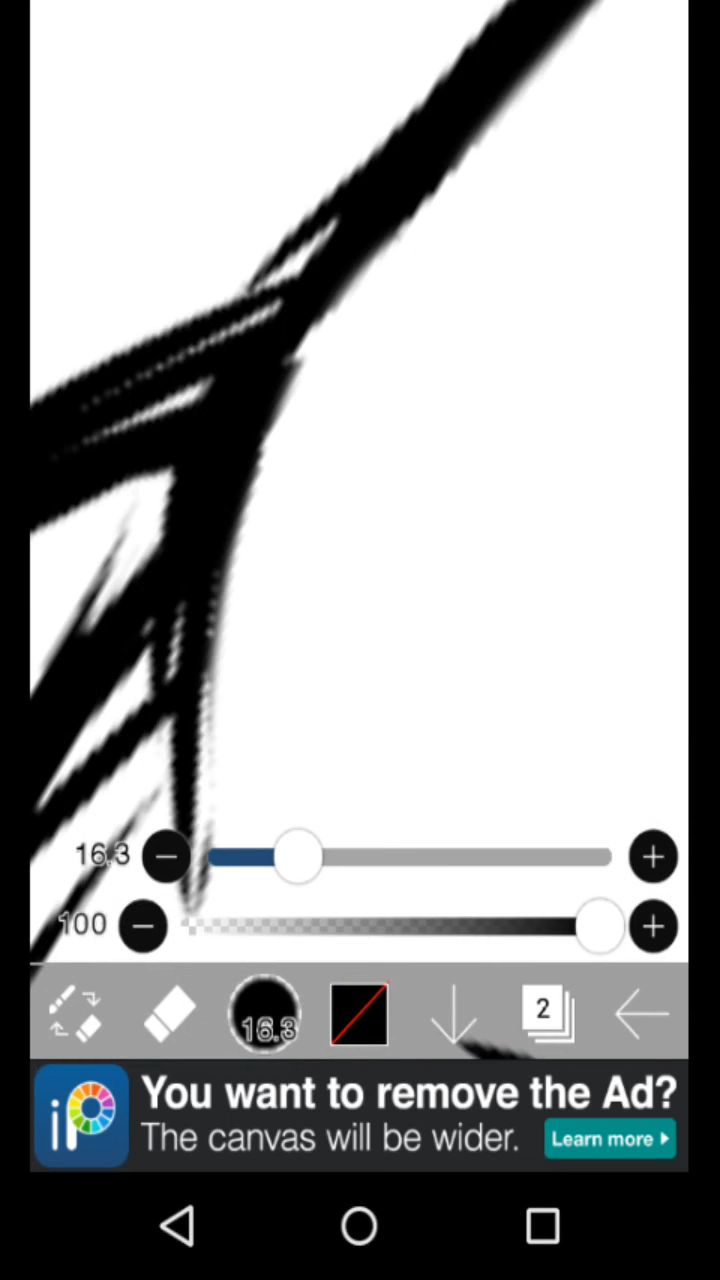 16.3
100
16.3
2
iP
You want to remove the Ad?
The canvas will be wider.
Learn more